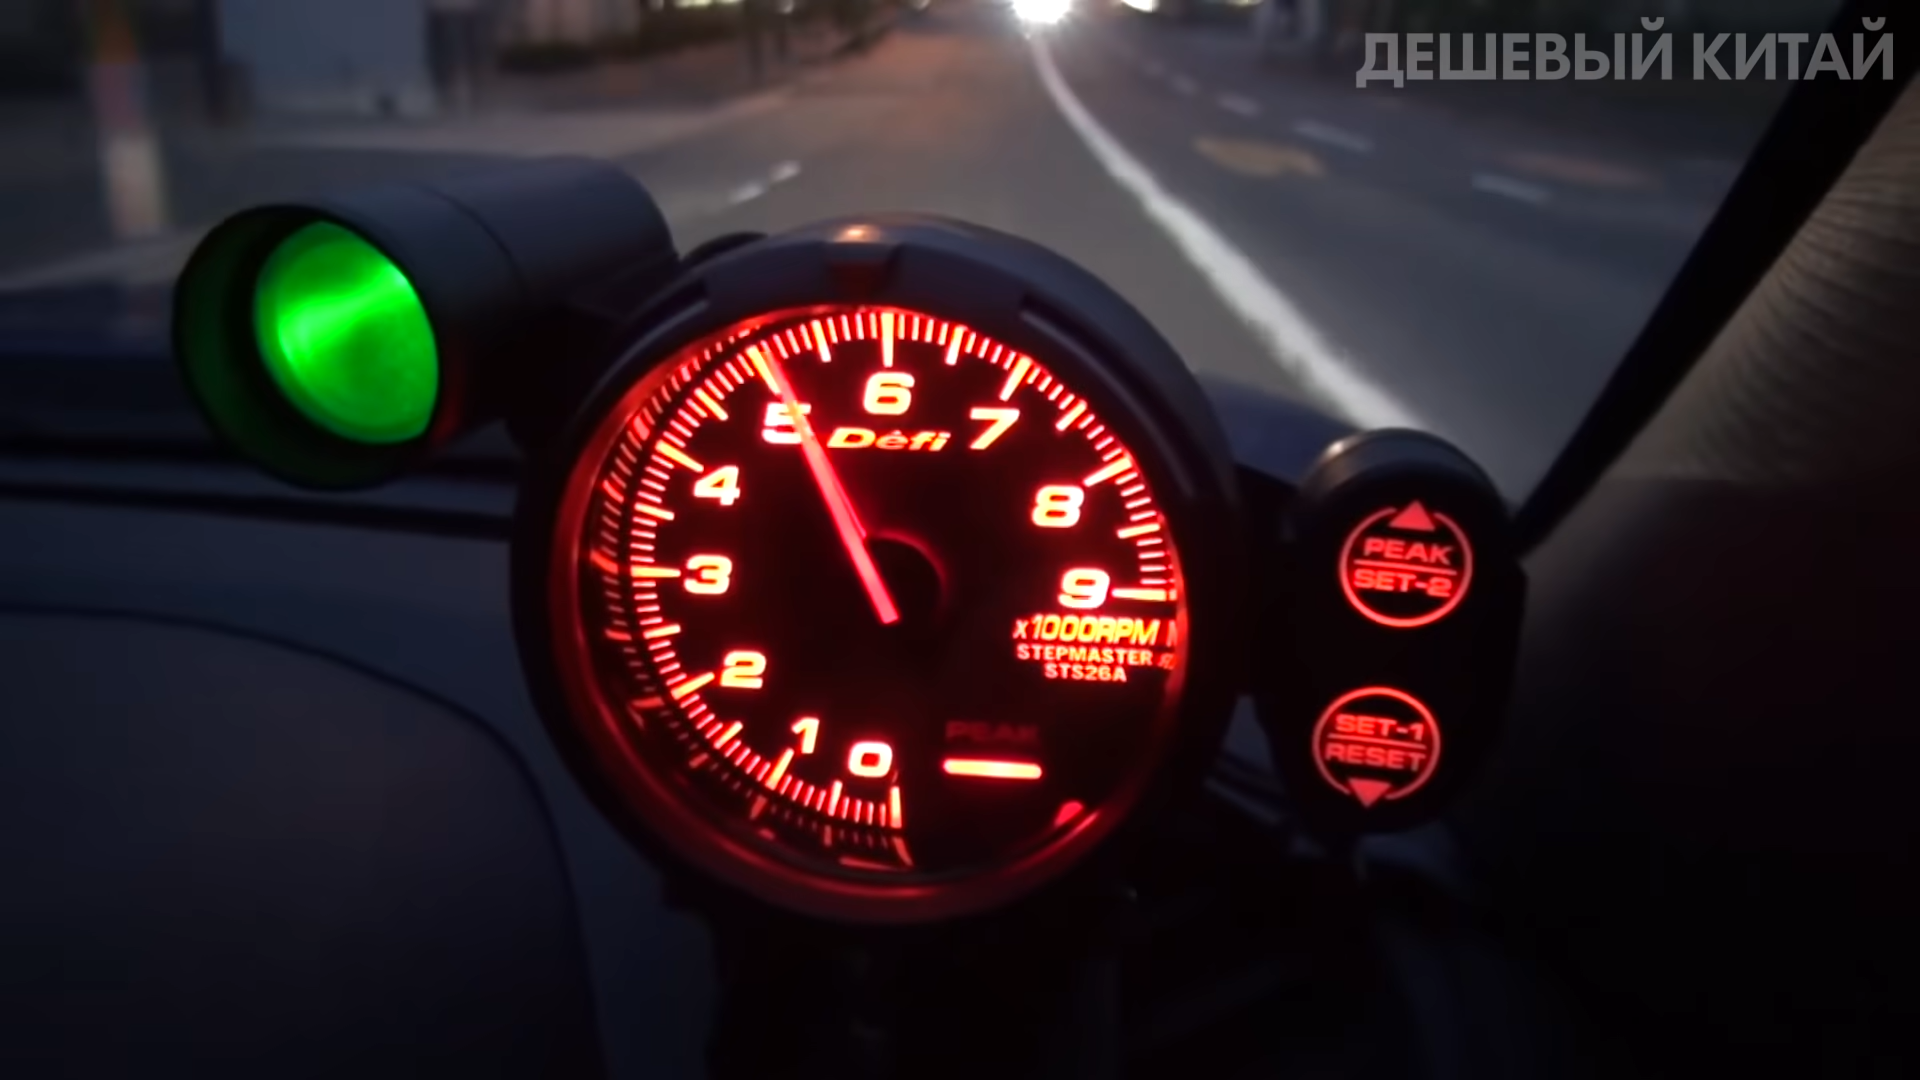 ДЕШЕВЫЙ КИТАЙ
6
5
Défi
7
4
8
3
9
x1000RPM
STEPMASTER
STS26A
2
1
0
PEAK
PEAK
SET-2
SET-1
RESET